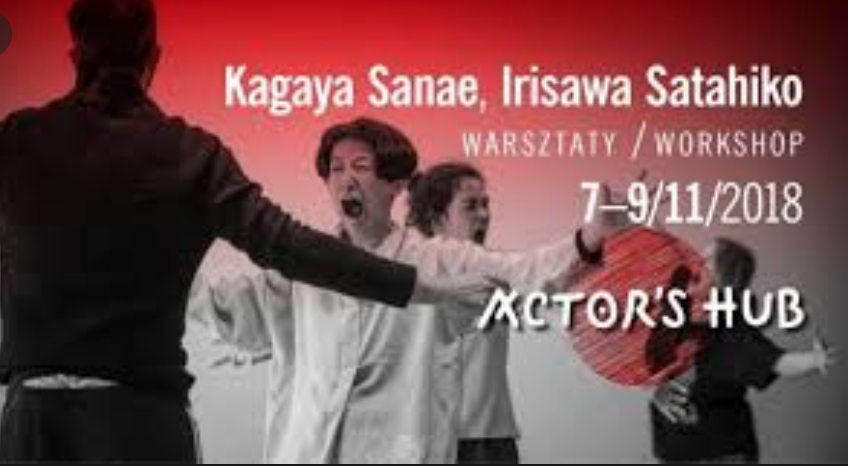 Kagaya Sanae, Irisawa Satahiko
WARSZTATY / WORKSHOP
7–9/11/2018
ACTOR'S HUB